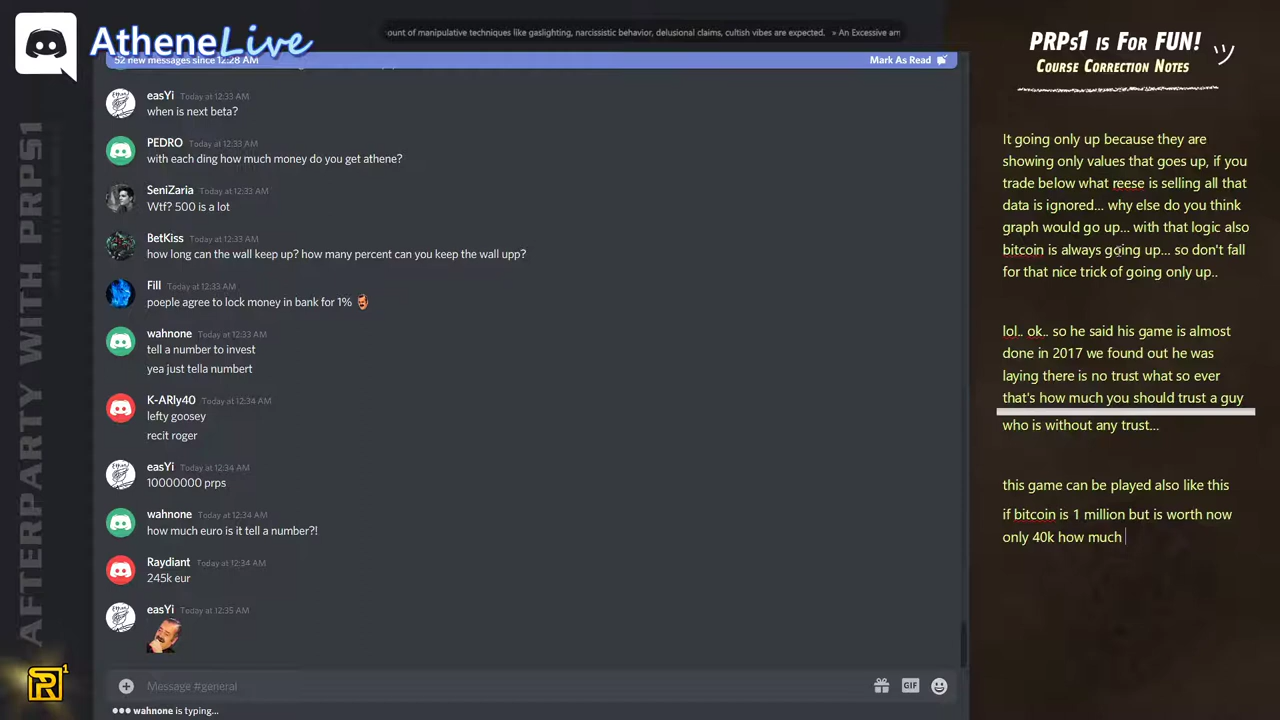 AtheneLive
ount of manipulative techniques like gaslighting, narcissistic behavior, delusional claims, cultish vibes are expected. » An Excessive am
52 new messages since 12:28 AM
Mark As Read
easYi Today at 12:33 AM
when is next beta?
PEDRO Today at 12:33 AM
with each ding how much money do you get athene?
SeniZaria Today at 12:33 AM
Wtf? 500 is a lot
BetKiss Today at 12:33 AM
how long can the wall keep up? how many percent can you keep the wall upp?
Fill Today at 12:33 AM
poeple agree to lock money in bank for 1%
wahnone Today at 12:33 AM
tell a number to invest
yea just tella numbert
K-ARly40 Today at 12:34 AM
lefty goosey
recit roger
easYi Today at 12:34 AM
10000000 prps
wahnone Today at 12:34 AM
how much euro is it tell a number?!
Raydiant Today at 12:34 AM
245k eur
easYi Today at 12:35 AM
Message #general
GIF
wahnone is typing...
AFTERPARTY WITH PRPS1
R1
PRPs1 is For FUN!
ツ
Course Correction Notes
It going only up because they are
showing only values that goes up, if you
trade below what reese is selling all that
data is ignored... why else do you think
graph would go up... with that logic also
bitcoin is always going up... so don't fall
for that nice trick of going only up..
lol.. ok.. so he said his game is almost
done in 2017 we found out he was
laying there is no trust what so ever
that's how much you should trust a guy
who is without any trust...
this game can be played also like this
if bitcoin is 1 million but is worth now
only 40k how much